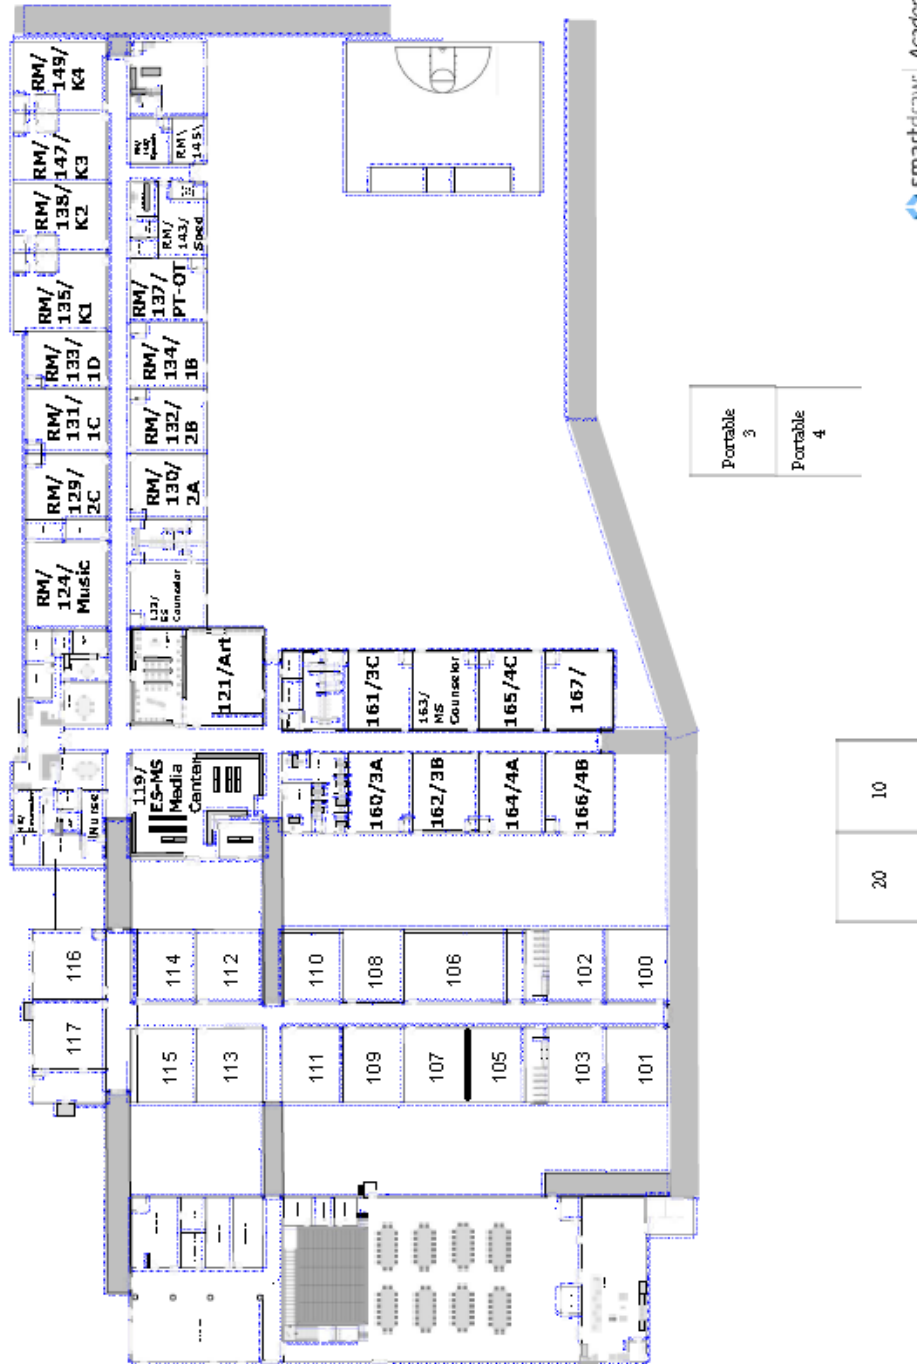 RM/
149/
K4
RM/
147/
K3
RM/
138/
K2
RM/
135/
K1
RM/
133/
1D
RM/
131/
1C
RM/
129/
2C
RM/
124/
Music
RM\
145\
RM/
143/
Sped
RM/
137/
PT-OT
RM/
134/
1B
RM/
132/
2B
RM/
130/
2A
ES
Counselor
121/Art
119/
ES-MS
Media
Center
Nurse
161/3C
163/
MS
Counselor
165/4C
167/
160/3A
162/3B
164/4A
166/4B
116
114
112
110
108
106
102
100
117
115
113
111
109
107
105
103
101
Portable
3
Portable
4
10
20